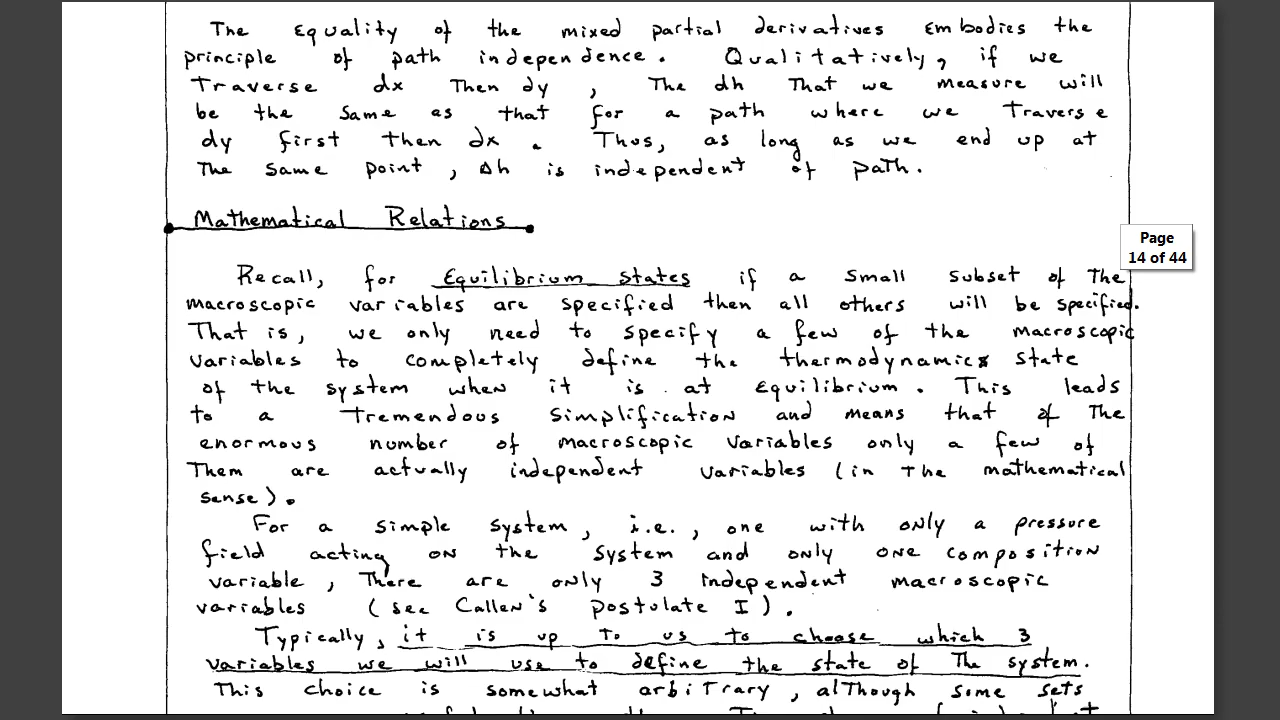 The Equality of the mixed partial derivatives Embodies the
principle of path independence. Qualitatively, if we
Traverse dx Then dy, The dh That we measure will
be the same as that for a path where we Traverse
dy first then dx. Thus, as long as we end up at
The same point, Δh is independent of path.
Mathematical Relations
Page
14 of 44
Recall, for Equilibrium states if a small subset of The
macroscopic variables are specified then all others will be specified.
That is, we only need to specify a few of the macroscopic
variables to completely define the thermodynamics state
of the system when it is at Equilibrium. This leads
to a Tremendous simplification and means that of The
enormous number of macroscopic variables only a few of
Them are actually independent variables (in The mathematical
sense).
For a simple system, i.e., one with only a pressure
field acting on the system and only one composition
variable, There are only 3 independent macroscopic
variables (see Callen's postulate I).
Typically, it is up to us to choose which 3
variables we will use to define the state of The system.
This choice is somewhat arbitrary, although some sets